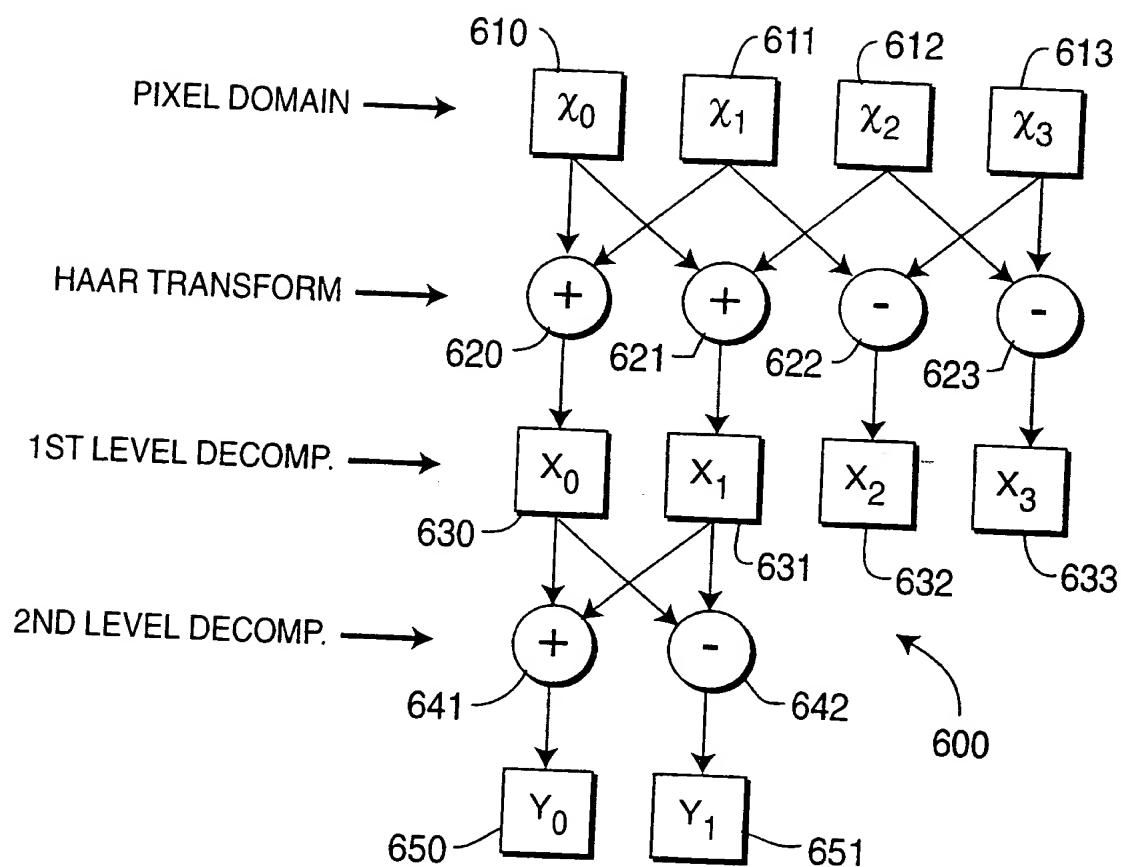 610 611 612 613
PIXEL DOMAIN χ0 χ1 χ2 χ3
HAAR TRANSFORM + + - -
620 621 622 623
1ST LEVEL DECOMP. X0 X1 X2 X3
630 631 632 633
2ND LEVEL DECOMP. + -
641 642 600
Y0 Y1
650 651